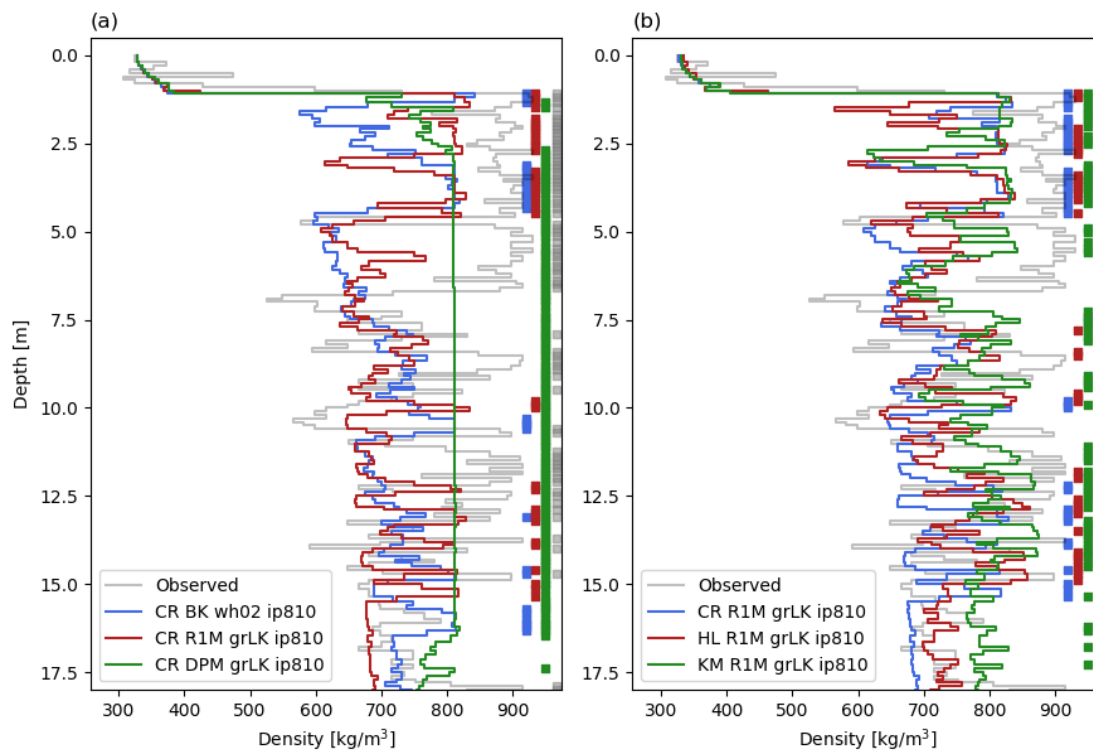 (a)
(b)
0.0
2.5
5.0
7.5
10.0
12.5
15.0
17.5
Depth [m]
Observed
CR BK wh02 ip810
CR R1M grLK ip810
CR DPM grLK ip810
300 400 500 600 700 800 900
Density [kg/m³]
0.0
2.5
5.0
7.5
10.0
12.5
15.0
17.5
Observed
CR R1M grLK ip810
HL R1M grLK ip810
KM R1M grLK ip810
300 400 500 600 700 800 900
Density [kg/m³]